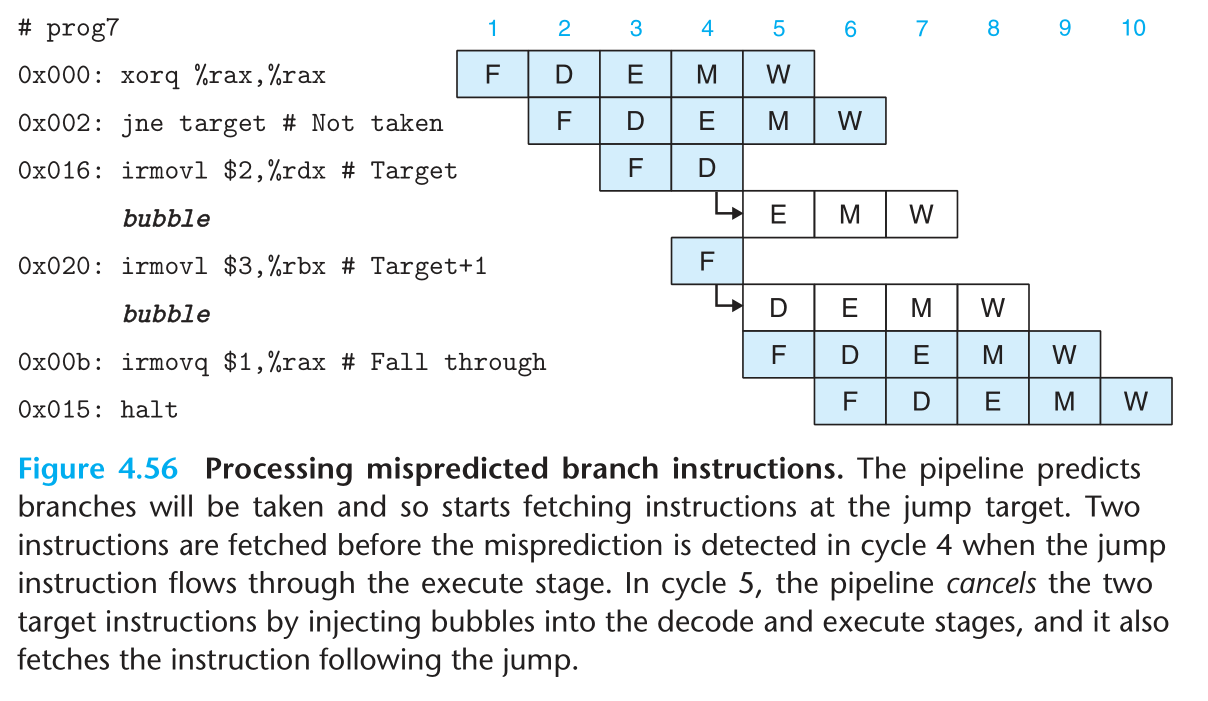 # prog7 1 2 3 4 5 6 7 8 9 10
0x000: xorq %rax,%rax F D E M W
0x002: jne target # Not taken F D E M W
0x016: irmovl $2,%rdx # Target F D
bubble E M W
0x020: irmovl $3,%rbx # Target+1 F
bubble D E M W
0x00b: irmovq $1,%rax # Fall through F D E M W
0x015: halt F D E M W
Figure 4.56 Processing mispredicted branch instructions. The pipeline predicts
branches will be taken and so starts fetching instructions at the jump target. Two
instructions are fetched before the misprediction is detected in cycle 4 when the jump
instruction flows through the execute stage. In cycle 5, the pipeline cancels the two
target instructions by injecting bubbles into the decode and execute stages, and it also
fetches the instruction following the jump.